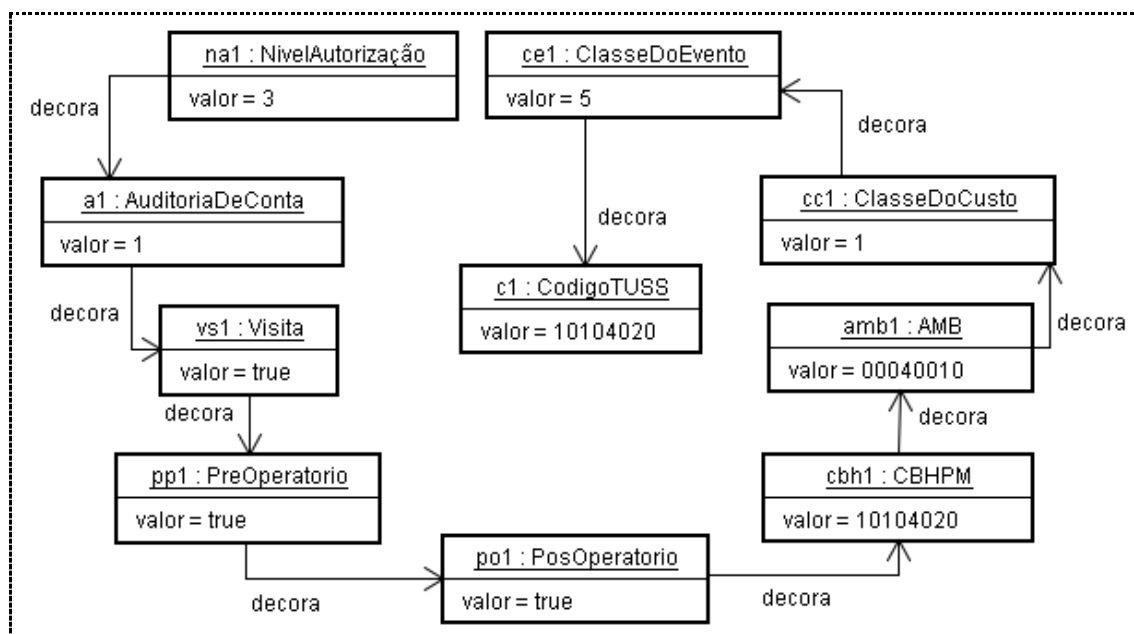 na1 : NivelAutorização
valor = 3
ce1 : ClasseDoEvento
valor = 5
decora
decora
a1 : AuditoriaDeConta
valor = 1
cc1 : ClasseDoCusto
valor = 1
decora
c1 : CodigoTUSS
valor = 10104020
decora
vs1 : Visita
valor = true
amb1 : AMB
valor = 00040010
decora
decora
decora
pp1 : PreOperatorio
valor = true
cbh1 : CBHPM
valor = 10104020
po1 : PosOperatorio
valor = true
decora
decora